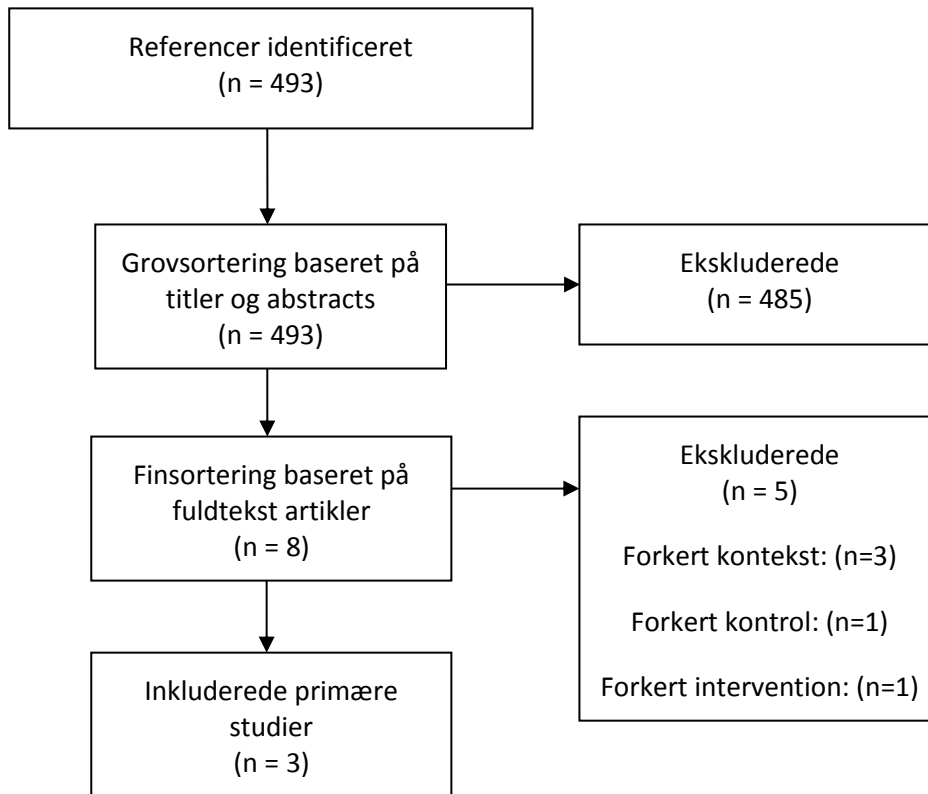 Referencer identificeret
(n = 493)
Grovsortering baseret på
titler og abstracts
(n = 493)
Ekskluderede
(n = 485)
Finsortering baseret på
fuldtekst artikler
(n = 8)
Ekskluderede
(n = 5)
Forkert kontekst: (n=3)
Forkert kontrol: (n=1)
Forkert intervention: (n=1)
Inkluderede primære
studier
(n = 3)